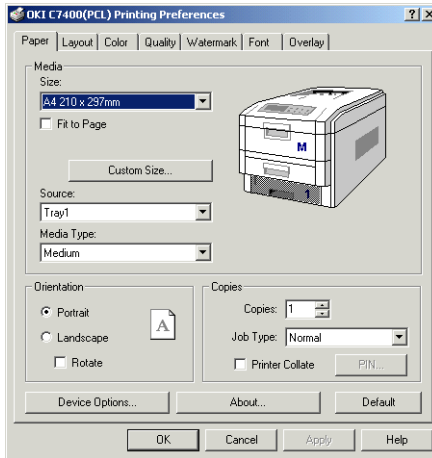 OKI C7400(PCL) Printing Preferences
Paper Layout Color Quality Watermark Font Overlay
Media
Size:
A4 210 x 297mm
Fit to Page
M
Custom Size...
1
Source:
Tray1
Media Type:
Medium
Orientation
Portrait
Landscape
Rotate
A
Copies
Copies: 1
Job Type: Normal
Printer Collate PIN...
Device Options... About... Default
OK Cancel Apply Help